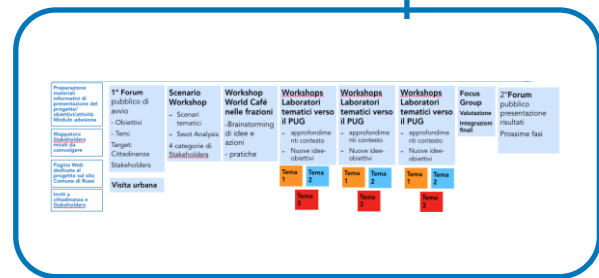 Preparazione
materiali
informativi di
presentazione del
progetto/
obiettivi/attività
Modulo adesione
Mappatura
Stakeholders
mirati da
coinvolgere
Pagina Web
dedicata al
progetto sul sito
Comune di Russi
Inviti a
cittadinanza e
Stakeholders
1° Forum
pubblico di
avvio
- Obiettivi
- Temi
Target:
Cittadinanza
Stakeholders
Visita urbana
Scenario
Workshop
- Scenari
tematici
- Swot Analysis
4 categorie di
Stakeholders
Workshop
World Café
nelle frazioni
-Brainstorming
di idee e
azioni
- pratiche
Workshops
Laboratori
tematici verso
il PUG
- approfondime
nti contesto
- Nuove idee-
obiettivi
Tema
1
Tema
2
Tema
3
Workshops
Laboratori
tematici verso
il PUG
- approfondime
nti contesto
- Nuove idee-
obiettivi
Tema
1
Tema
2
Tema
3
Workshops
Laboratori
tematici verso
il PUG
- approfondime
nti contesto
- Nuove idee-
obiettivi
Tema
1
Tema
2
Tema
3
Focus
Group
Valutazione
Integrazioni
finali
2°Forum
pubblico
presentazione
risultati
Prossime fasi